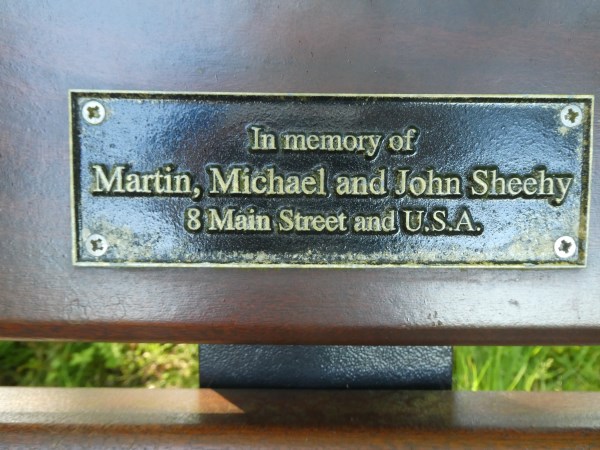 In memory of
Martin, Michael and John Sheehy
8 Main Street and U.S.A.